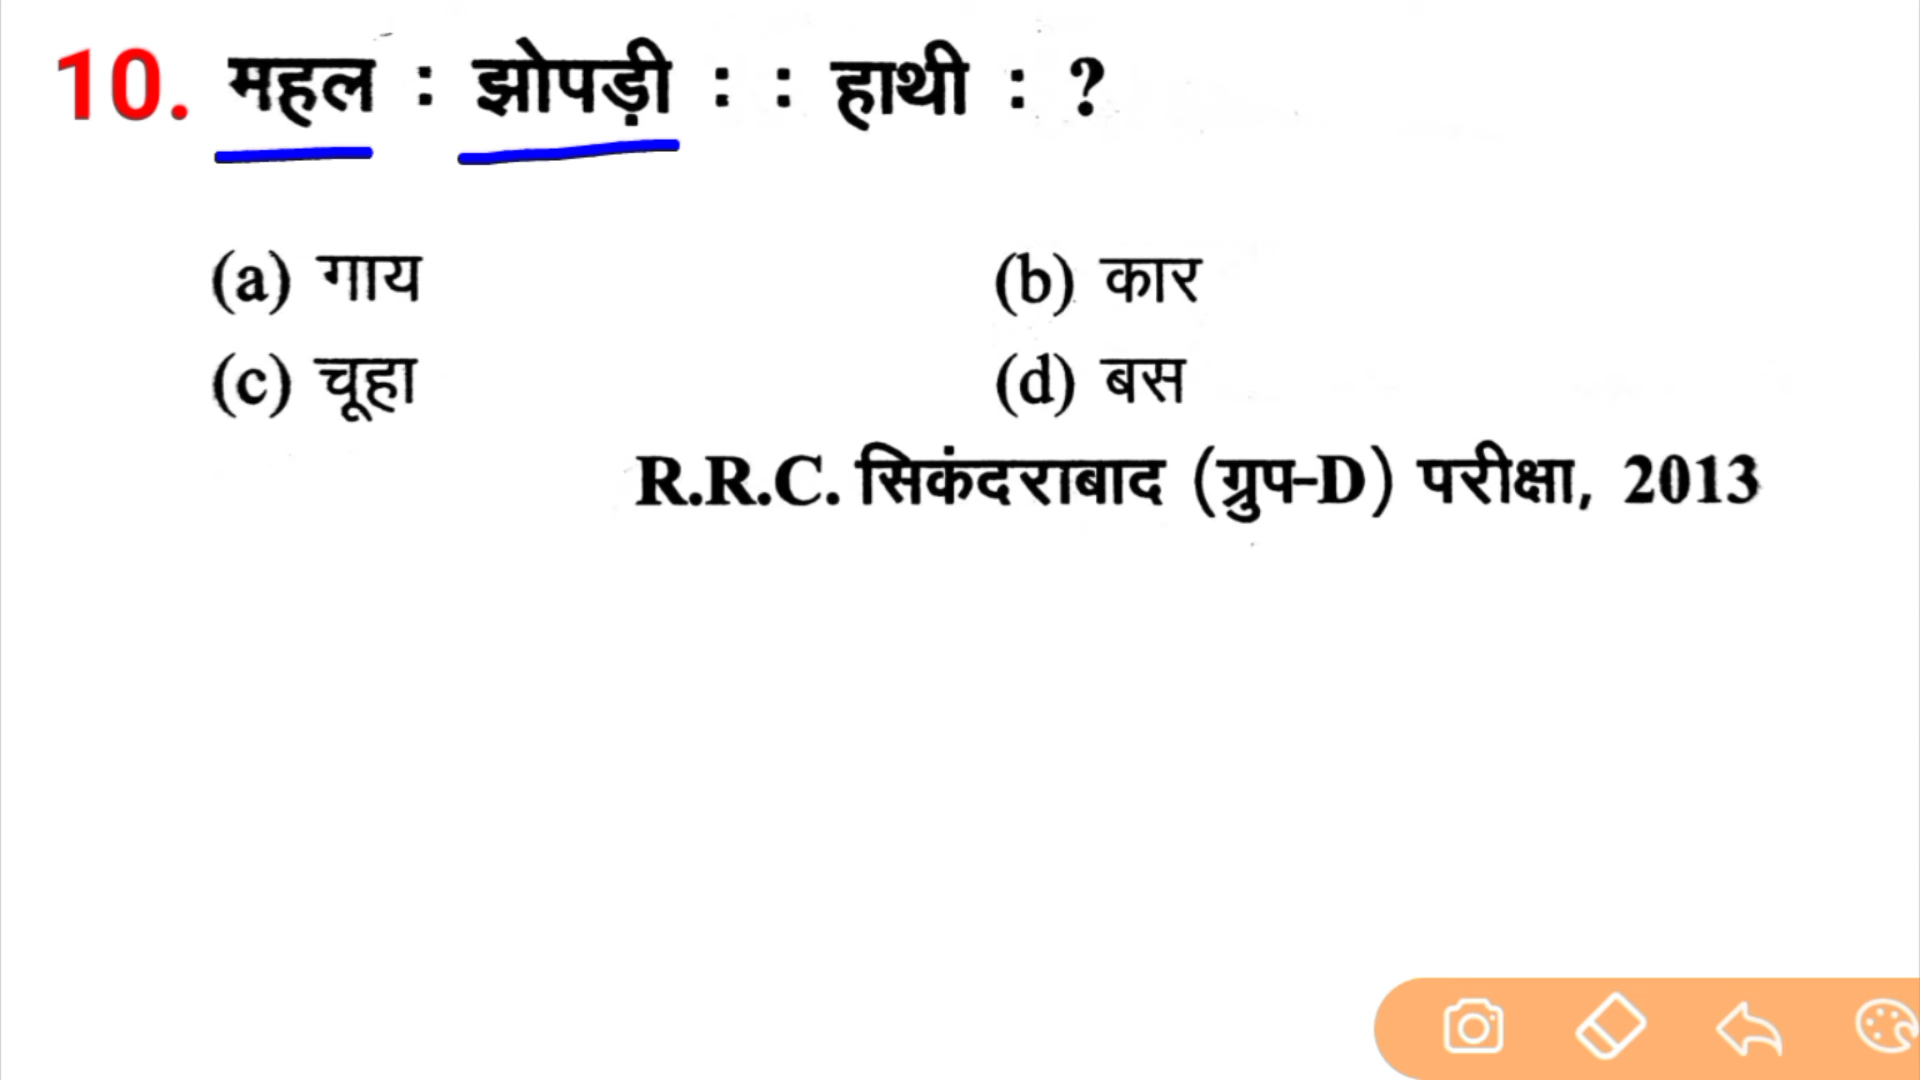 10. महल : झोपड़ी : : हाथी : ?
(a) गाय (b) कार
(c) चूहा (d) बस
R.R.C. सिकंदराबाद (ग्रुप-D) परीक्षा, 2013